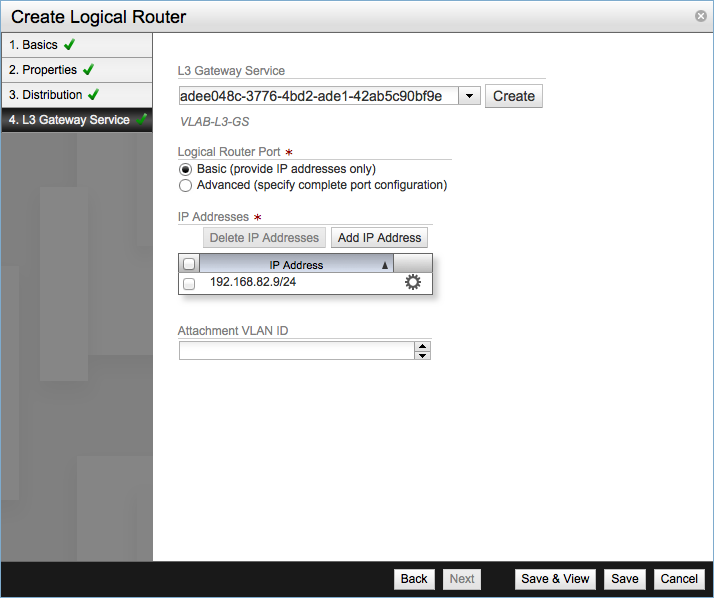 Create Logical Router
1. Basics
2. Properties
3. Distribution
4. L3 Gateway Service
L3 Gateway Service
adee048c-3776-4bd2-ade1-42ab5c90bf9e
Create
VLAB-L3-GS
Logical Router Port *
Basic (provide IP addresses only)
Advanced (specify complete port configuration)
IP Addresses *
Delete IP Addresses
Add IP Address
IP Address
192.168.82.9/24
Attachment VLAN ID
Back
Next
Save & View
Save
Cancel